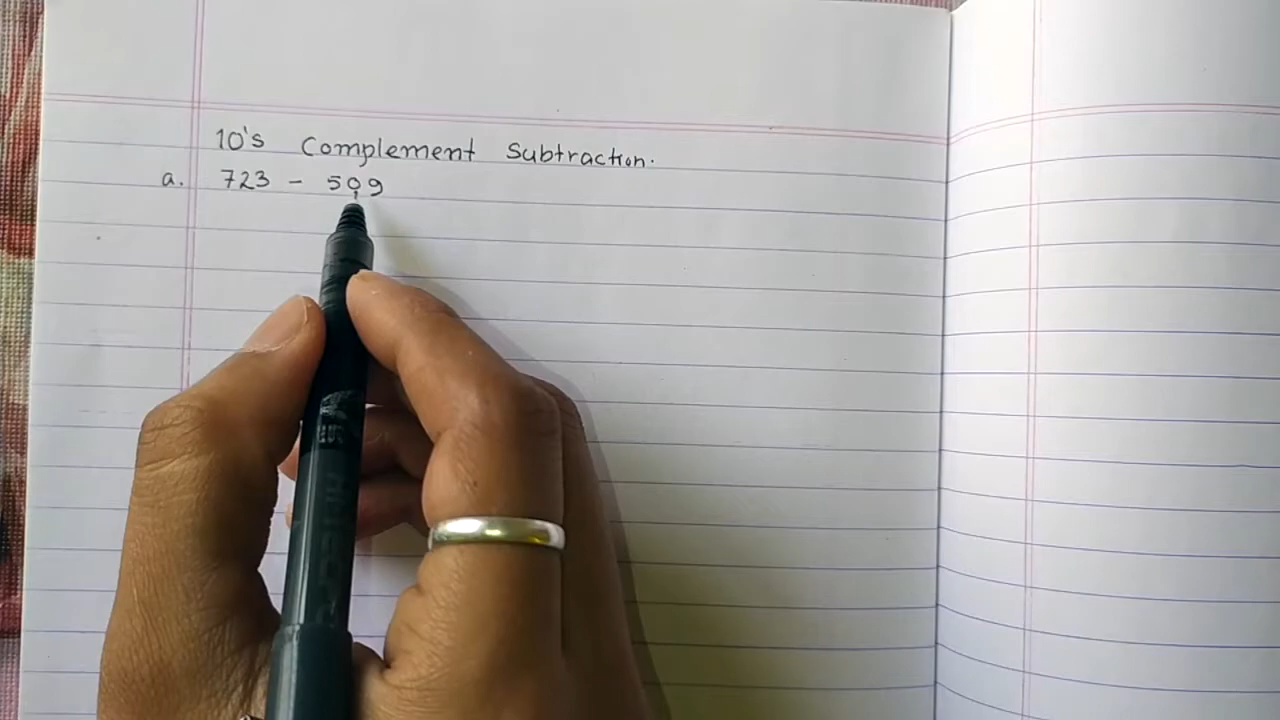 10's Complement Subtraction.
a. 723 - 509